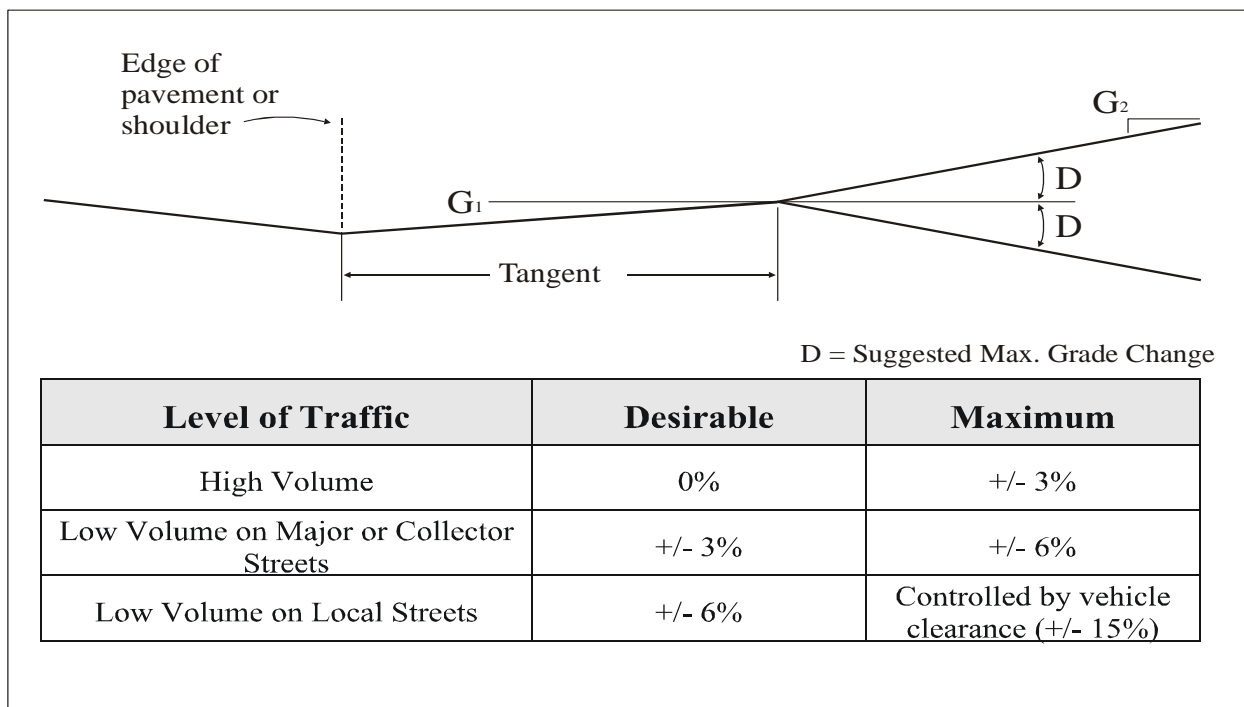 Edge of
pavement or
shoulder
G2
G1
D
D
Tangent
D = Suggested Max. Grade Change
Level of Traffic Desirable Maximum
High Volume 0% +/- 3%
Low Volume on Major or Collector
Streets +/- 3% +/- 6%
Low Volume on Local Streets +/- 6% Controlled by vehicle
clearance (+/- 15%)